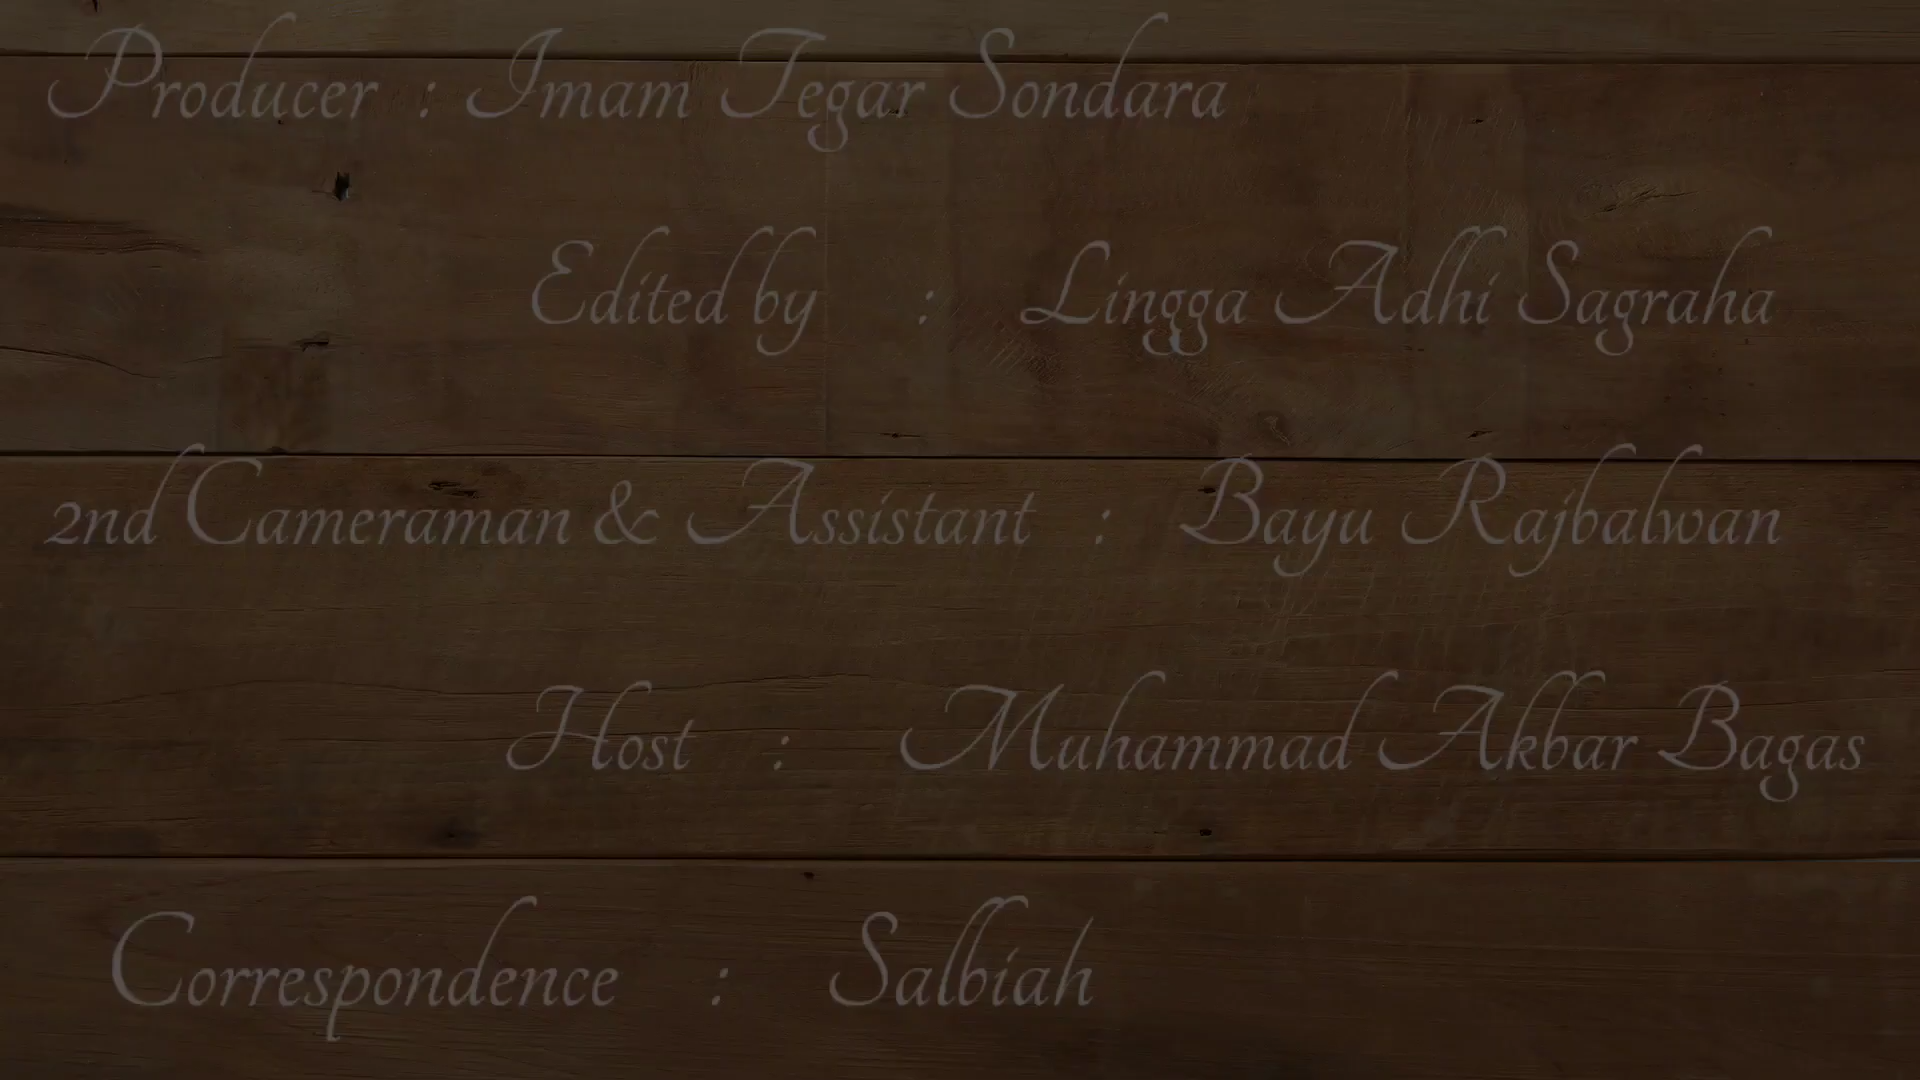 Producer : Imam Tegar Sondara
Edited by : Lingga Adhi Sagraha
2nd Cameraman & Assistant : Bayu Rajbalwan
Host : Muhammad Akbar Bagas
Correspondence : Salbiah